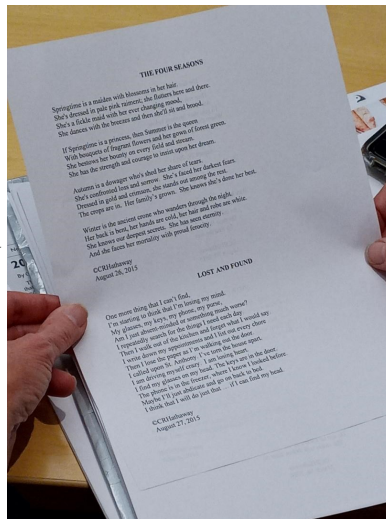 THE FOUR SEASONS
Springtime is a maiden with blossoms in her hair
She's dressed in pale pink raiment; she flutters here and there.
She's a fickle maid with her ever changing mood,
She dances with the breezes and then she'll sit and brood.
If Springtime is a princess, then Summer is the queen
With bouquets of fragrant flowers and her gown of forest green.
She bestows her bounty on every field and stream.
She has the strength and courage to insist upon her dream.
Autumn is a dowager who's shed her share of tears.
She's confronted loss and sorrow. She's faced her darkest fears.
Dressed in gold and crimson, she stands out among the rest.
The crops are in. Her family's grown. She knows she's done her best.
Winter is the ancient crone who wanders through the night.
Her back is bent, her hands are cold, her hair and robe are white.
She knows our deepest secrets. She has seen eternity.
And she faces her mortality with proud ferocity.
©CRHathaway
August 26, 2015
LOST AND FOUND
One more thing that I can't find,
I'm starting to think that I'm losing my mind.
My glasses, my keys, my phone, my purse,
Am I just absent-minded or something much worse?
I repeatedly search for the things I need each day
Then I walk out of the kitchen and forget what I would say
I write down my appointments and I list out every chore
Then I lose the paper as I'm walking out the door.
I called upon St. Anthony. I've torn the house apart.
I am driving myself crazy. I am losing heart.
I find my glasses on my head. The keys are in the door.
The phone is in the freezer, where I know I looked before.
Maybe I'll just abdicate and go on back to bed
I think that I will do just that . . . if I can find my head.
©CRHathaway
August 27, 2015
20